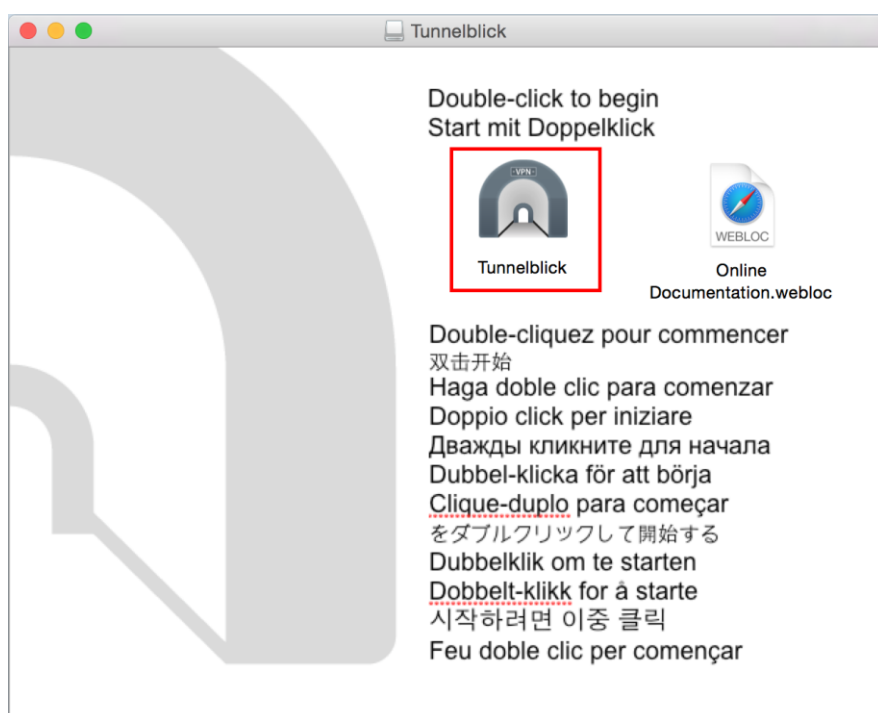 Tunnelblick
Double-click to begin
Start mit Doppelklick
VPN
WEBLOC
Tunnelblick
Online
Documentation.webloc
Double-cliquez pour commencer
双击开始
Haga doble clic para comenzar
Doppio click per iniziare
Дважды кликните для начала
Dubbel-klicka för att börja
Clique-duplo para começar
をダブルクリックして開始する
Dubbelklik om te starten
Dobbelt-klikk for å starte
시작하려면 이중 클릭
Feu doble clic per començar